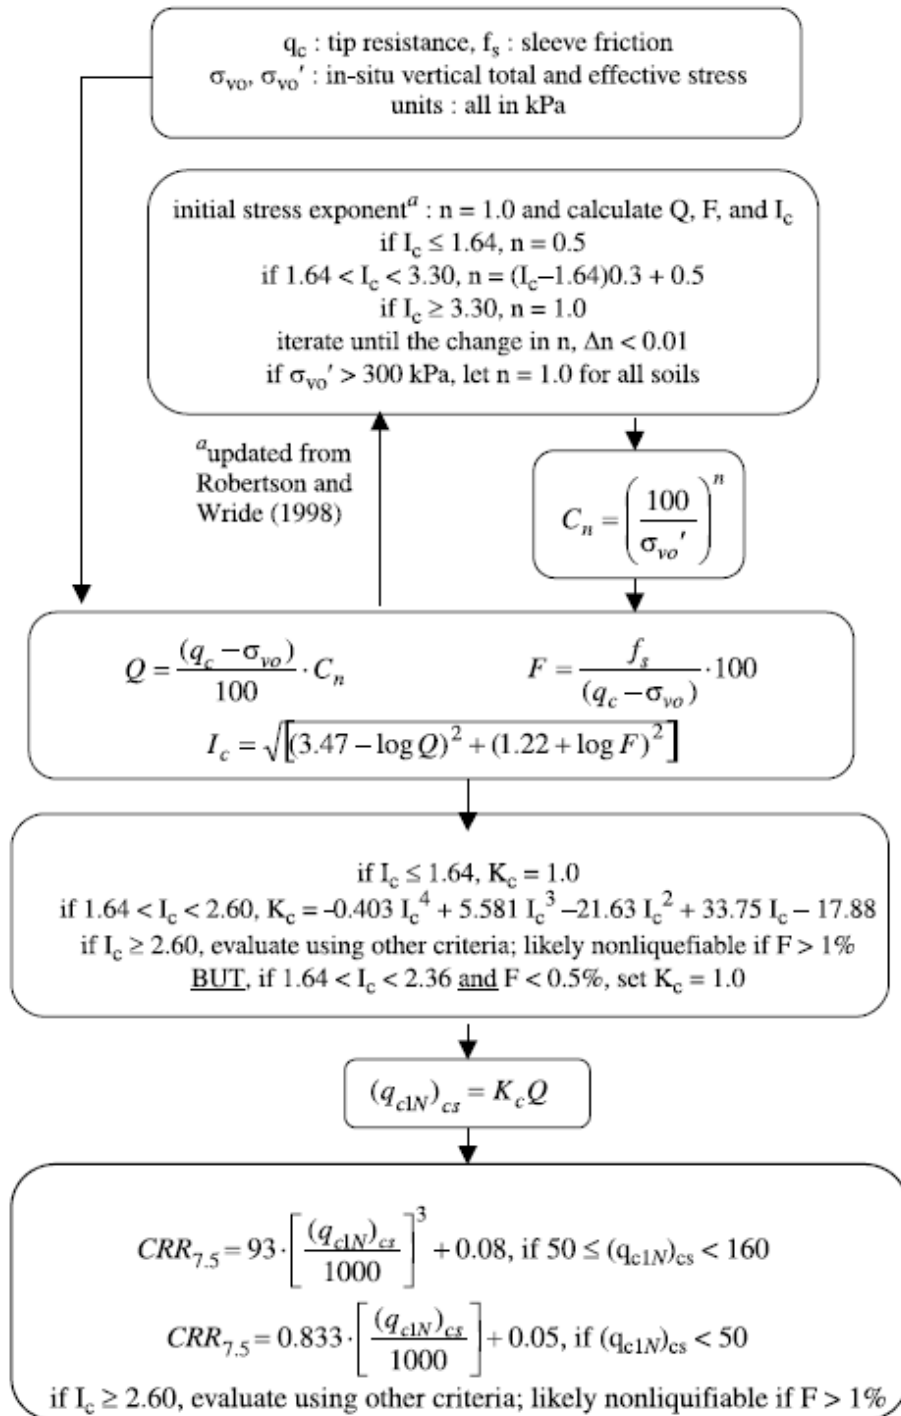 q_c : tip resistance, f_s : sleeve friction
σ_vo, σ_vo′ : in-situ vertical total and effective stress
units : all in kPa
initial stress exponent^a : n = 1.0 and calculate Q, F, and I_c
if I_c ≤ 1.64, n = 0.5
if 1.64 < I_c < 3.30, n = (I_c–1.64)0.3 + 0.5
if I_c ≥ 3.30, n = 1.0
iterate until the change in n, Δn < 0.01
if σ_vo′ > 300 kPa, let n = 1.0 for all soils
^a updated from
Robertson and
Wride (1998)
C_n = (100 / σ_vo′)^n
Q = (q_c – σ_vo) / 100 · C_n
F = f_s / (q_c – σ_vo) · 100
I_c = √[(3.47 – log Q)^2 + (1.22 + log F)^2]
if I_c ≤ 1.64, K_c = 1.0
if 1.64 < I_c < 2.60, K_c = –0.403 I_c^4 + 5.581 I_c^3 –21.63 I_c^2 + 33.75 I_c – 17.88
if I_c ≥ 2.60, evaluate using other criteria; likely nonliquefiable if F > 1%
BUT, if 1.64 < I_c < 2.36 and F < 0.5%, set K_c = 1.0
(q_c1N)_cs = K_c Q
CRR_7.5 = 93 · [(q_c1N)_cs / 1000]^3 + 0.08, if 50 ≤ (q_c1N)_cs < 160
CRR_7.5 = 0.833 · [(q_c1N)_cs / 1000] + 0.05, if (q_c1N)_cs < 50
if I_c ≥ 2.60, evaluate using other criteria; likely nonliquifiable if F > 1%